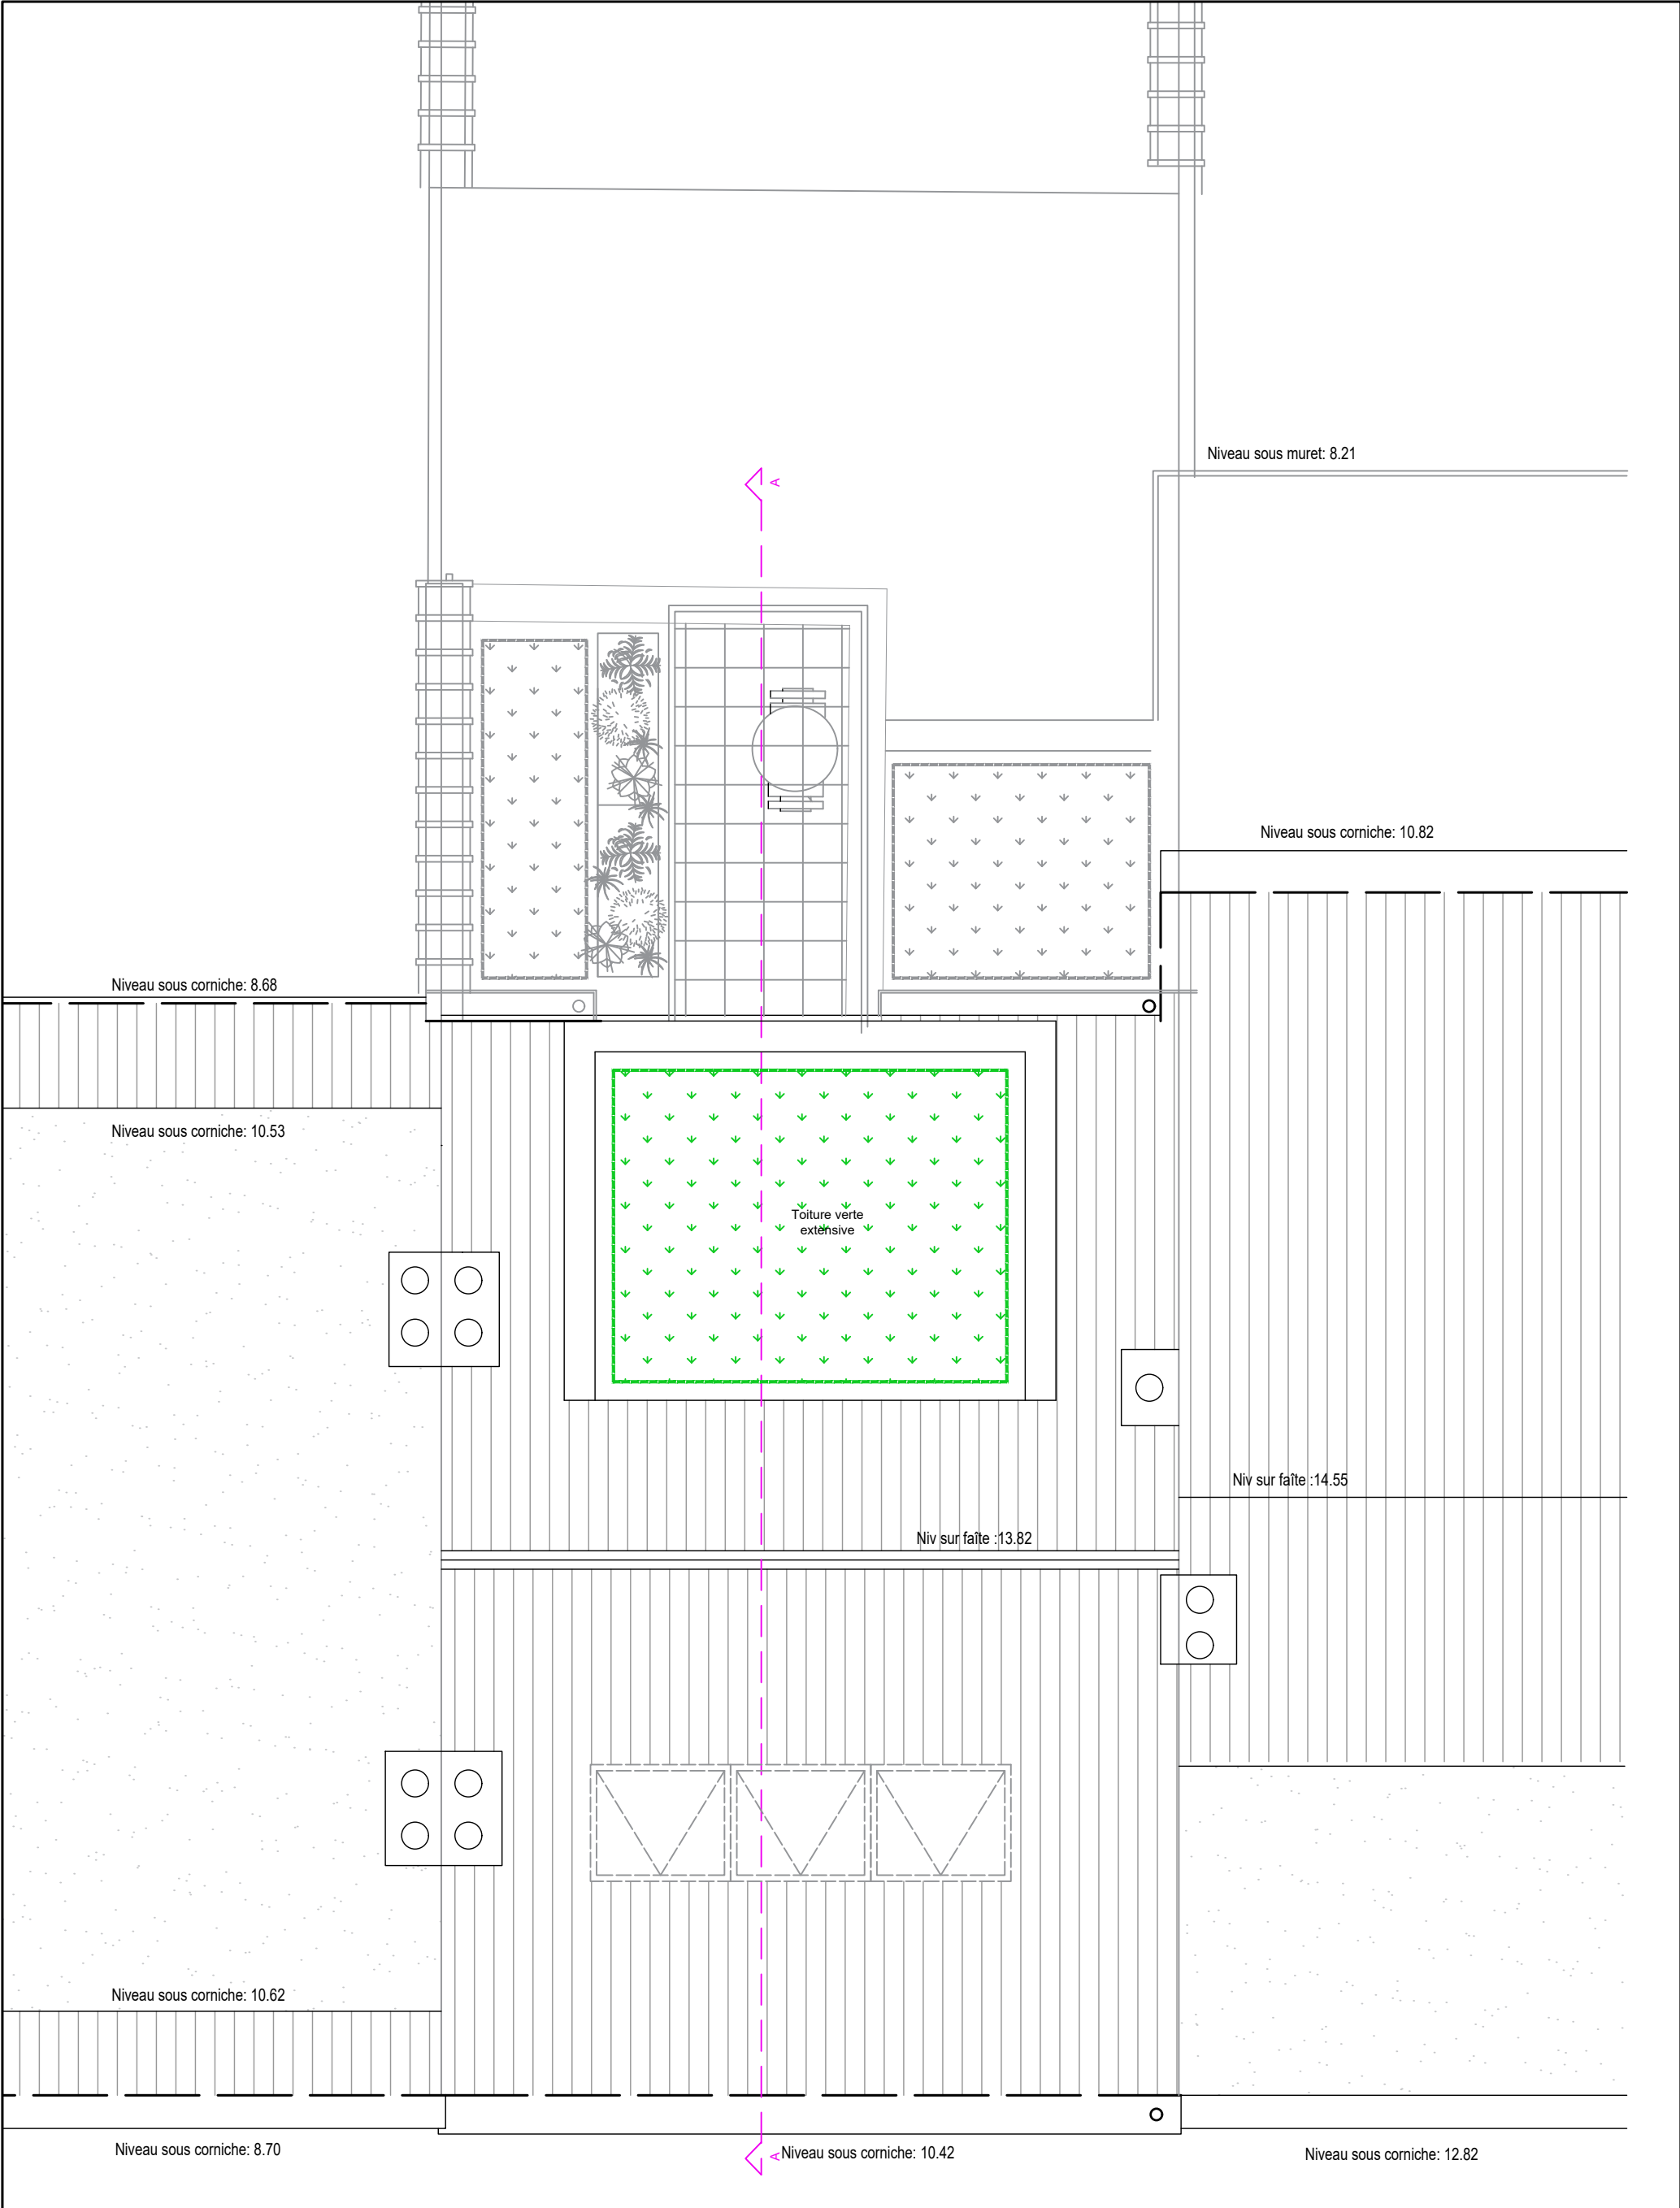 Niveau sous muret: 8.21
A
Niveau sous corniche: 10.82
Niveau sous corniche: 8.68
Niveau sous corniche: 10.53
Toiture verte
extensive
Niv sur faîte :14.55
Niv sur faîte :13.82
Niveau sous corniche: 10.62
Niveau sous corniche: 8.70
A
Niveau sous corniche: 10.42
Niveau sous corniche: 12.82